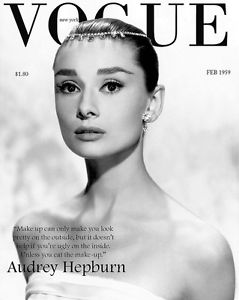 VOGUE
new york
$1.80
FEB 1959
"Make up can only make you look
pretty on the outside, but it doesn't
help if you're ugly on the inside.
Unless you eat the make-up."
Audrey Hepburn